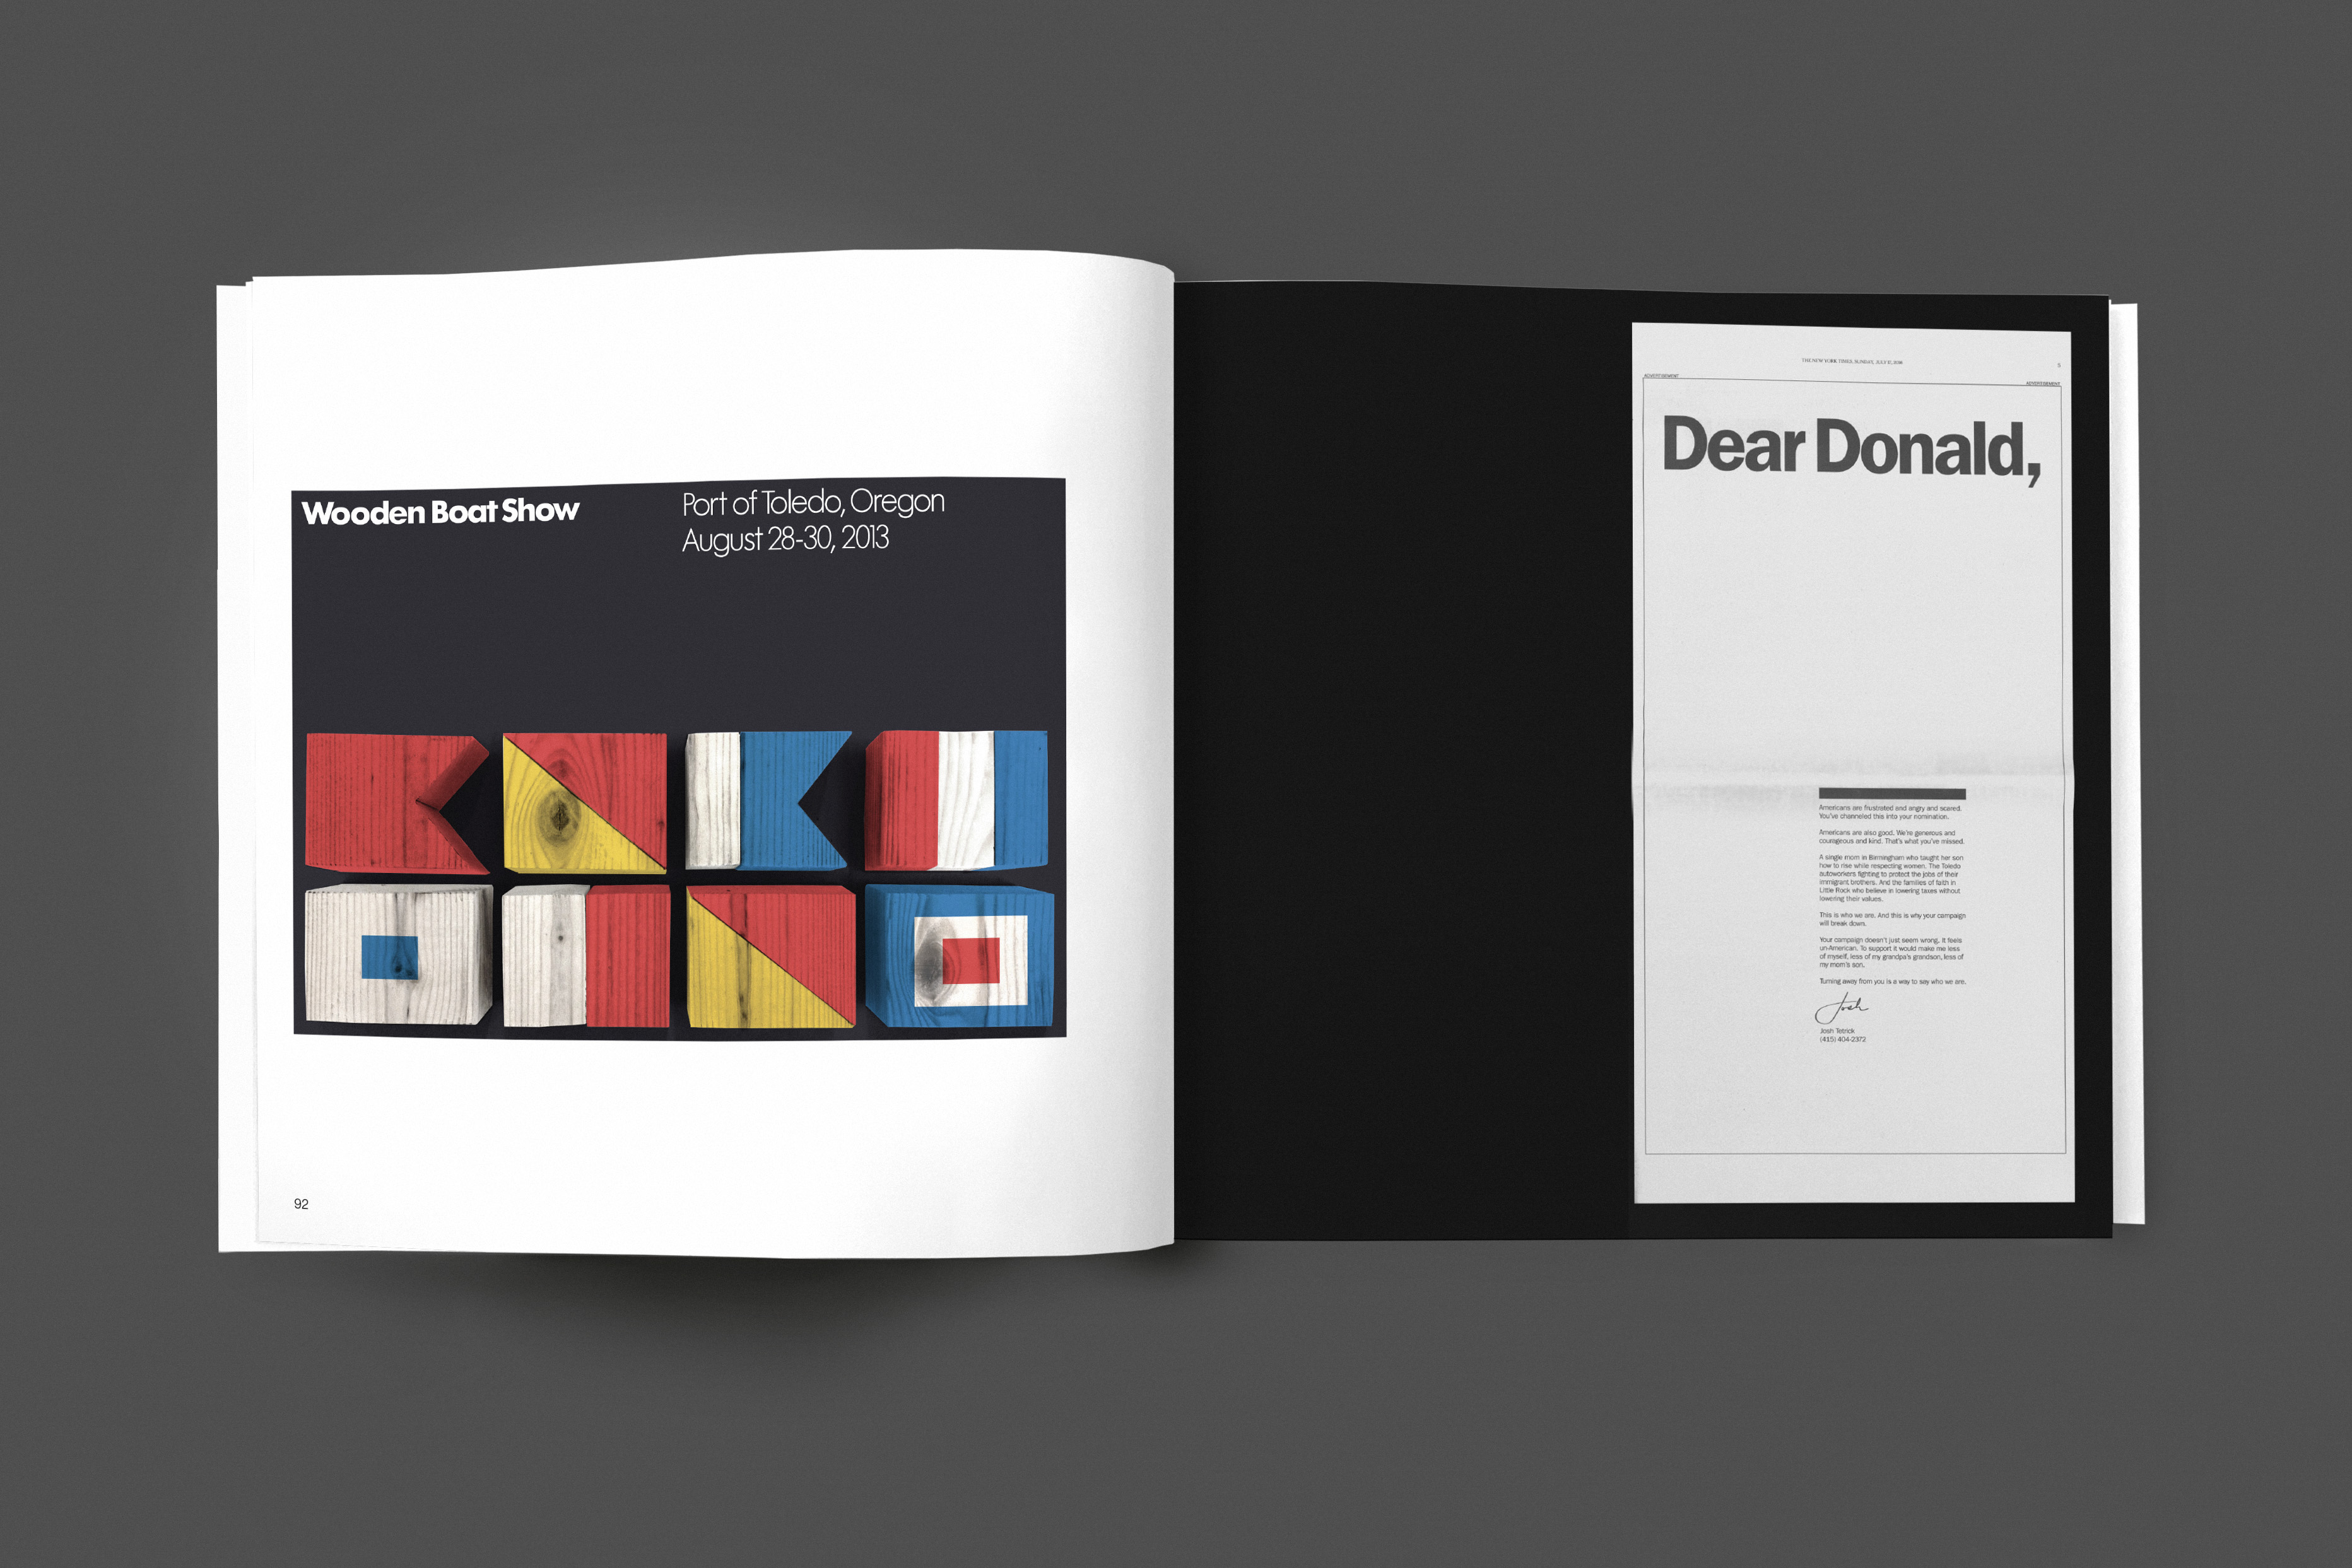 Wooden Boat Show
Port of Toledo, Oregon
August 28-30, 2013
92
THE NEW YORK TIMES, SUNDAY, JULY 17, 2016
5
ADVERTISEMENT
ADVERTISEMENT
Dear Donald,
Americans are frustrated and angry and scared.
You've channeled this into your nomination.
Americans are also good. We're generous and
courageous and kind. That's what you've missed.
A single mom in Birmingham who taught her son
how to rise while respecting women. The Toledo
autoworkers fighting to protect the jobs of their
immigrant brothers. And the families of faith in
Little Rock who believe in lowering taxes without
lowering their values.
This is who we are. And this is why your campaign
will break down.
Your campaign doesn't just seem wrong. It feels
un-American. To support it would make me less
of myself, less of my grandpa's grandson, less of
my mom's son.
Turning away from you is a way to say who we are.
Josh
Josh Tetrick
(415) 404-2372